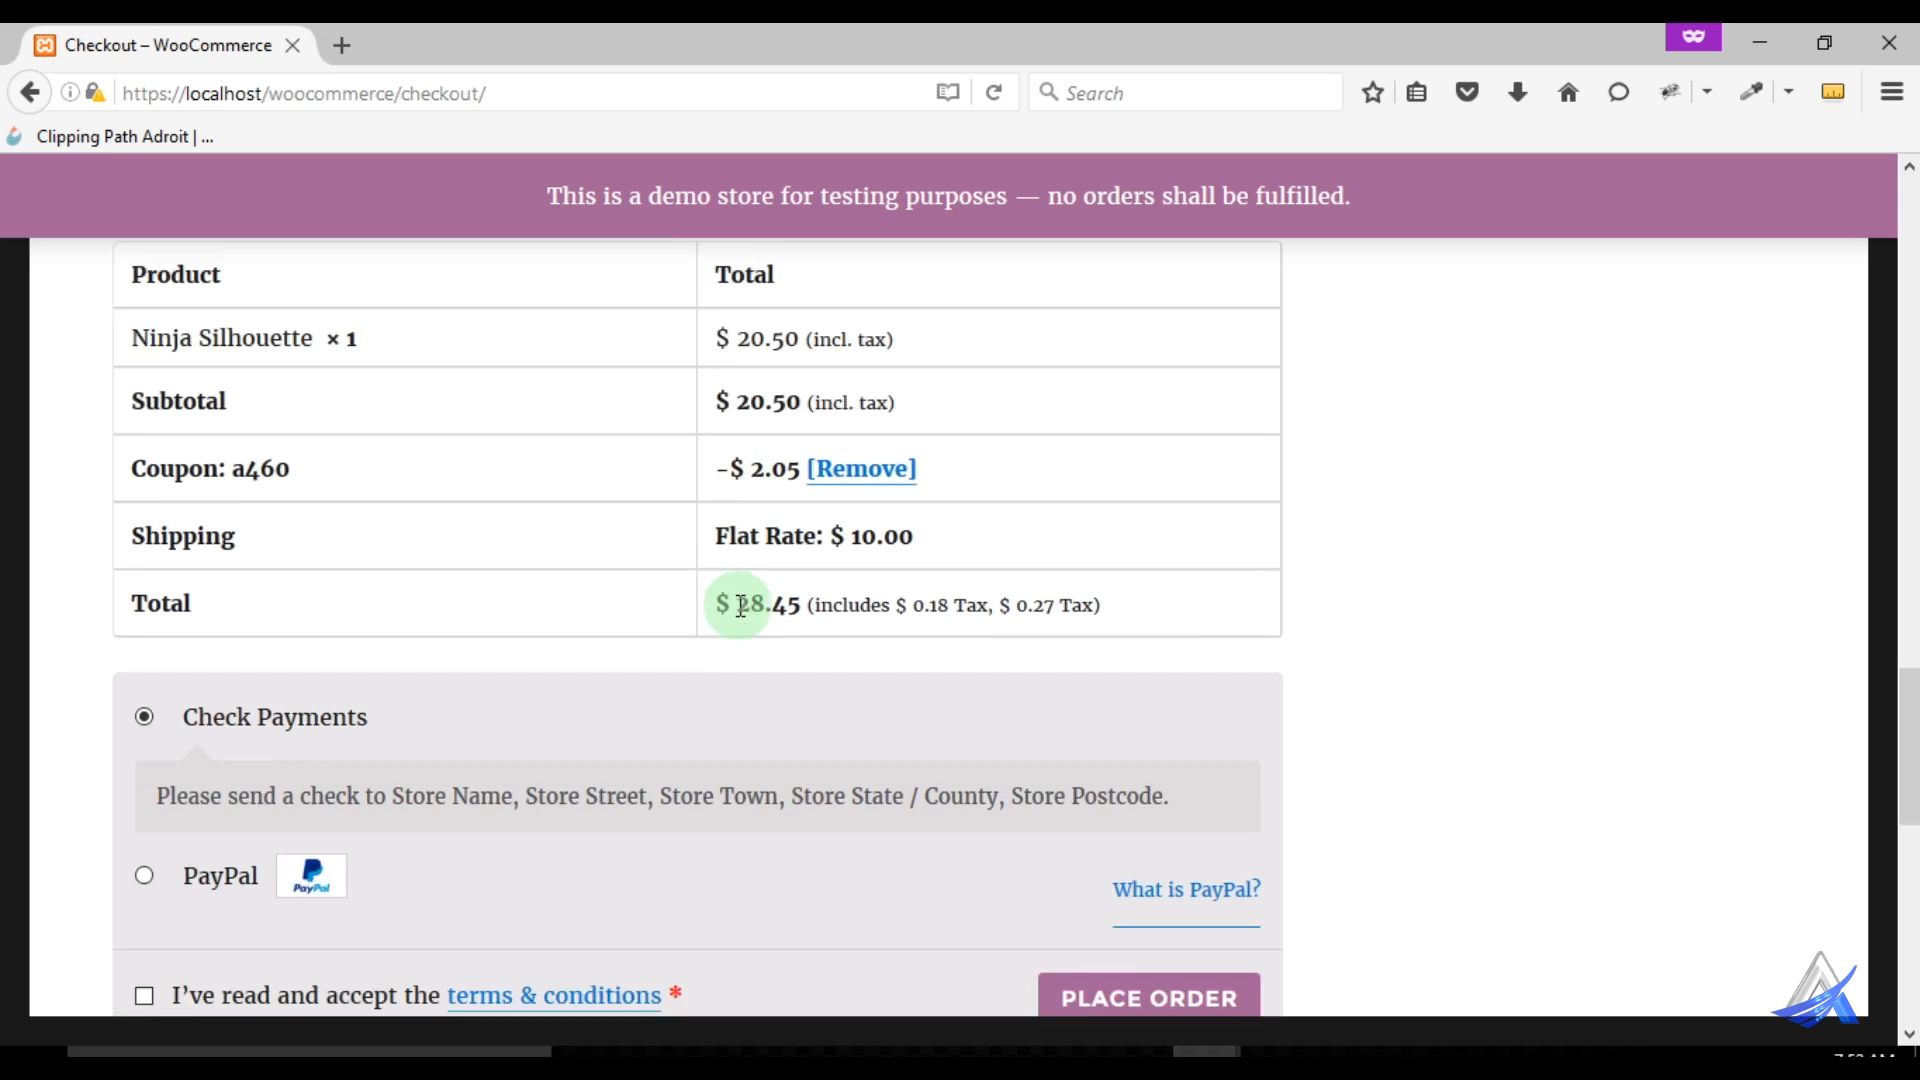 Checkout – WooCommerce
https://localhost/woocommerce/checkout/
Search
Clipping Path Adroit | ...
This is a demo store for testing purposes — no orders shall be fulfilled.
Product Total
Ninja Silhouette × 1 $ 20.50 (incl. tax)
Subtotal $ 20.50 (incl. tax)
Coupon: a460 -$ 2.05 [Remove]
Shipping Flat Rate: $ 10.00
Total $ 28.45 (includes $ 0.18 Tax, $ 0.27 Tax)
Check Payments
Please send a check to Store Name, Store Street, Store Town, Store State / County, Store Postcode.
PayPal PayPal
What is PayPal?
I've read and accept the terms & conditions *
PLACE ORDER